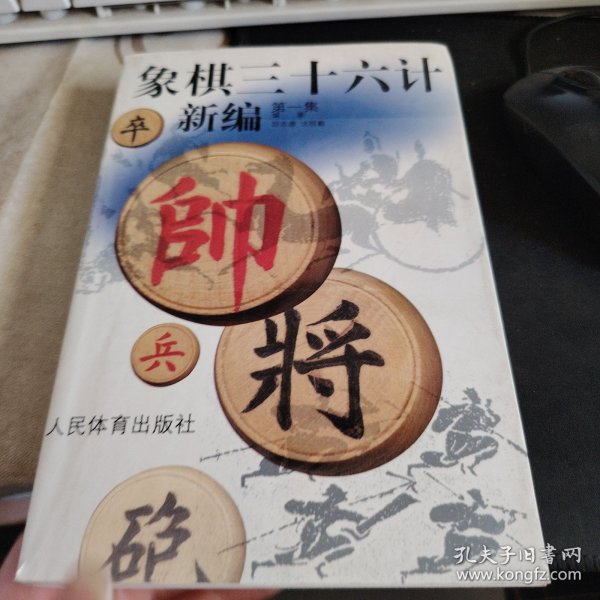 象棋三十六计
新编
第一集
卒
帥
將
兵
人民体育出版社
砲
孔夫子旧书网
www.kongfz.com